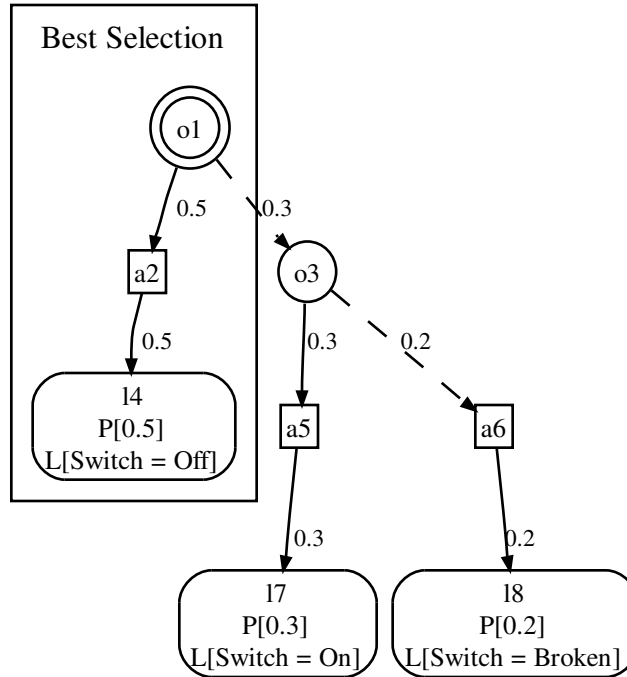 Best Selection
o1
0.5
0.3
a2
o3
0.5
0.3
0.2
l4
P[0.5]
L[Switch = Off]
a5
a6
0.3
0.2
l7
P[0.3]
L[Switch = On]
l8
P[0.2]
L[Switch = Broken]